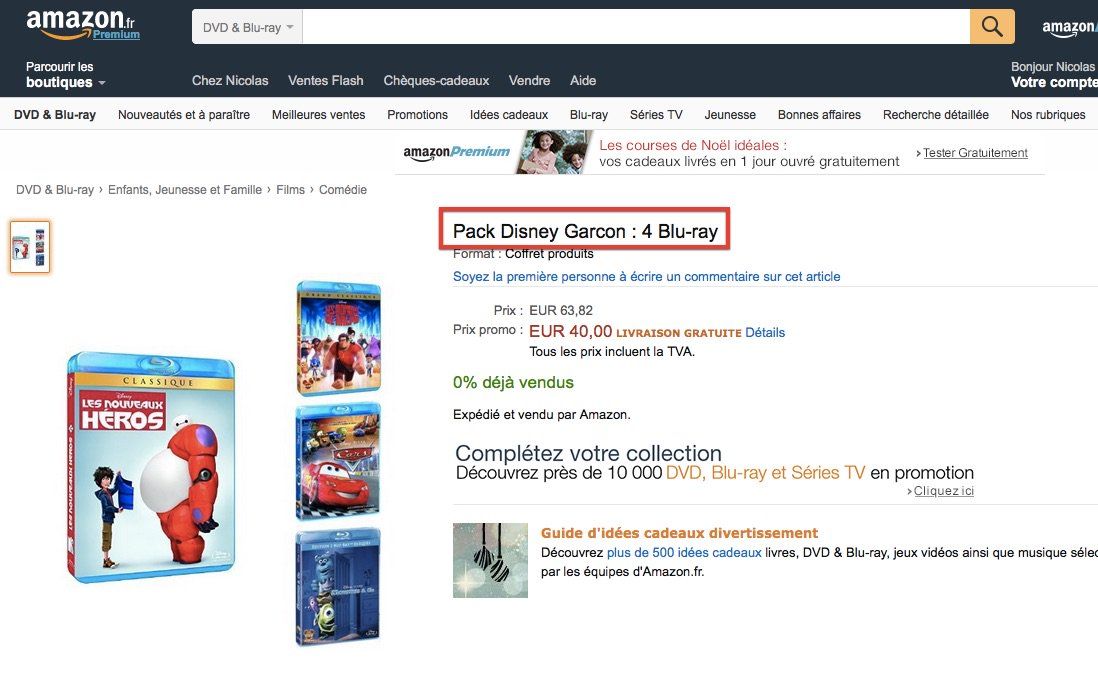 amazon.fr
Premium
DVD & Blu-ray
amazon
Parcourir les
boutiques
Chez Nicolas
Ventes Flash
Chèques-cadeaux
Vendre
Aide
Bonjour Nicolas
Votre compte
DVD & Blu-ray
Nouveautés et à paraître
Meilleures ventes
Promotions
Idées cadeaux
Blu-ray
Séries TV
Jeunesse
Bonnes affaires
Recherche détaillée
Nos rubriques
amazonPremium
Les courses de Noël idéales :
vos cadeaux livrés en 1 jour ouvré gratuitement
› Tester Gratuitement
DVD & Blu-ray › Enfants, Jeunesse et Famille › Films › Comédie
Pack Disney Garcon : 4 Blu-ray
Format : Coffret produits
Soyez la première personne à écrire un commentaire sur cet article
Prix : EUR 63,82
Prix promo : EUR 40,00 LIVRAISON GRATUITE Détails
Tous les prix incluent la TVA.
0% déjà vendus
Expédié et vendu par Amazon.
Complétez votre collection
Découvrez près de 10 000 DVD, Blu-ray et Séries TV en promotion
› Cliquez ici
Guide d'idées cadeaux divertissement
Découvrez plus de 500 idées cadeaux livres, DVD & Blu-ray, jeux vidéos ainsi que musique sélec
par les équipes d'Amazon.fr.
CLASSIQUE
Disney
LES NOUVEAUX
HÉROS
LES NOUVEAUX HÉROS
GRAND CLASSIQUE
Cars